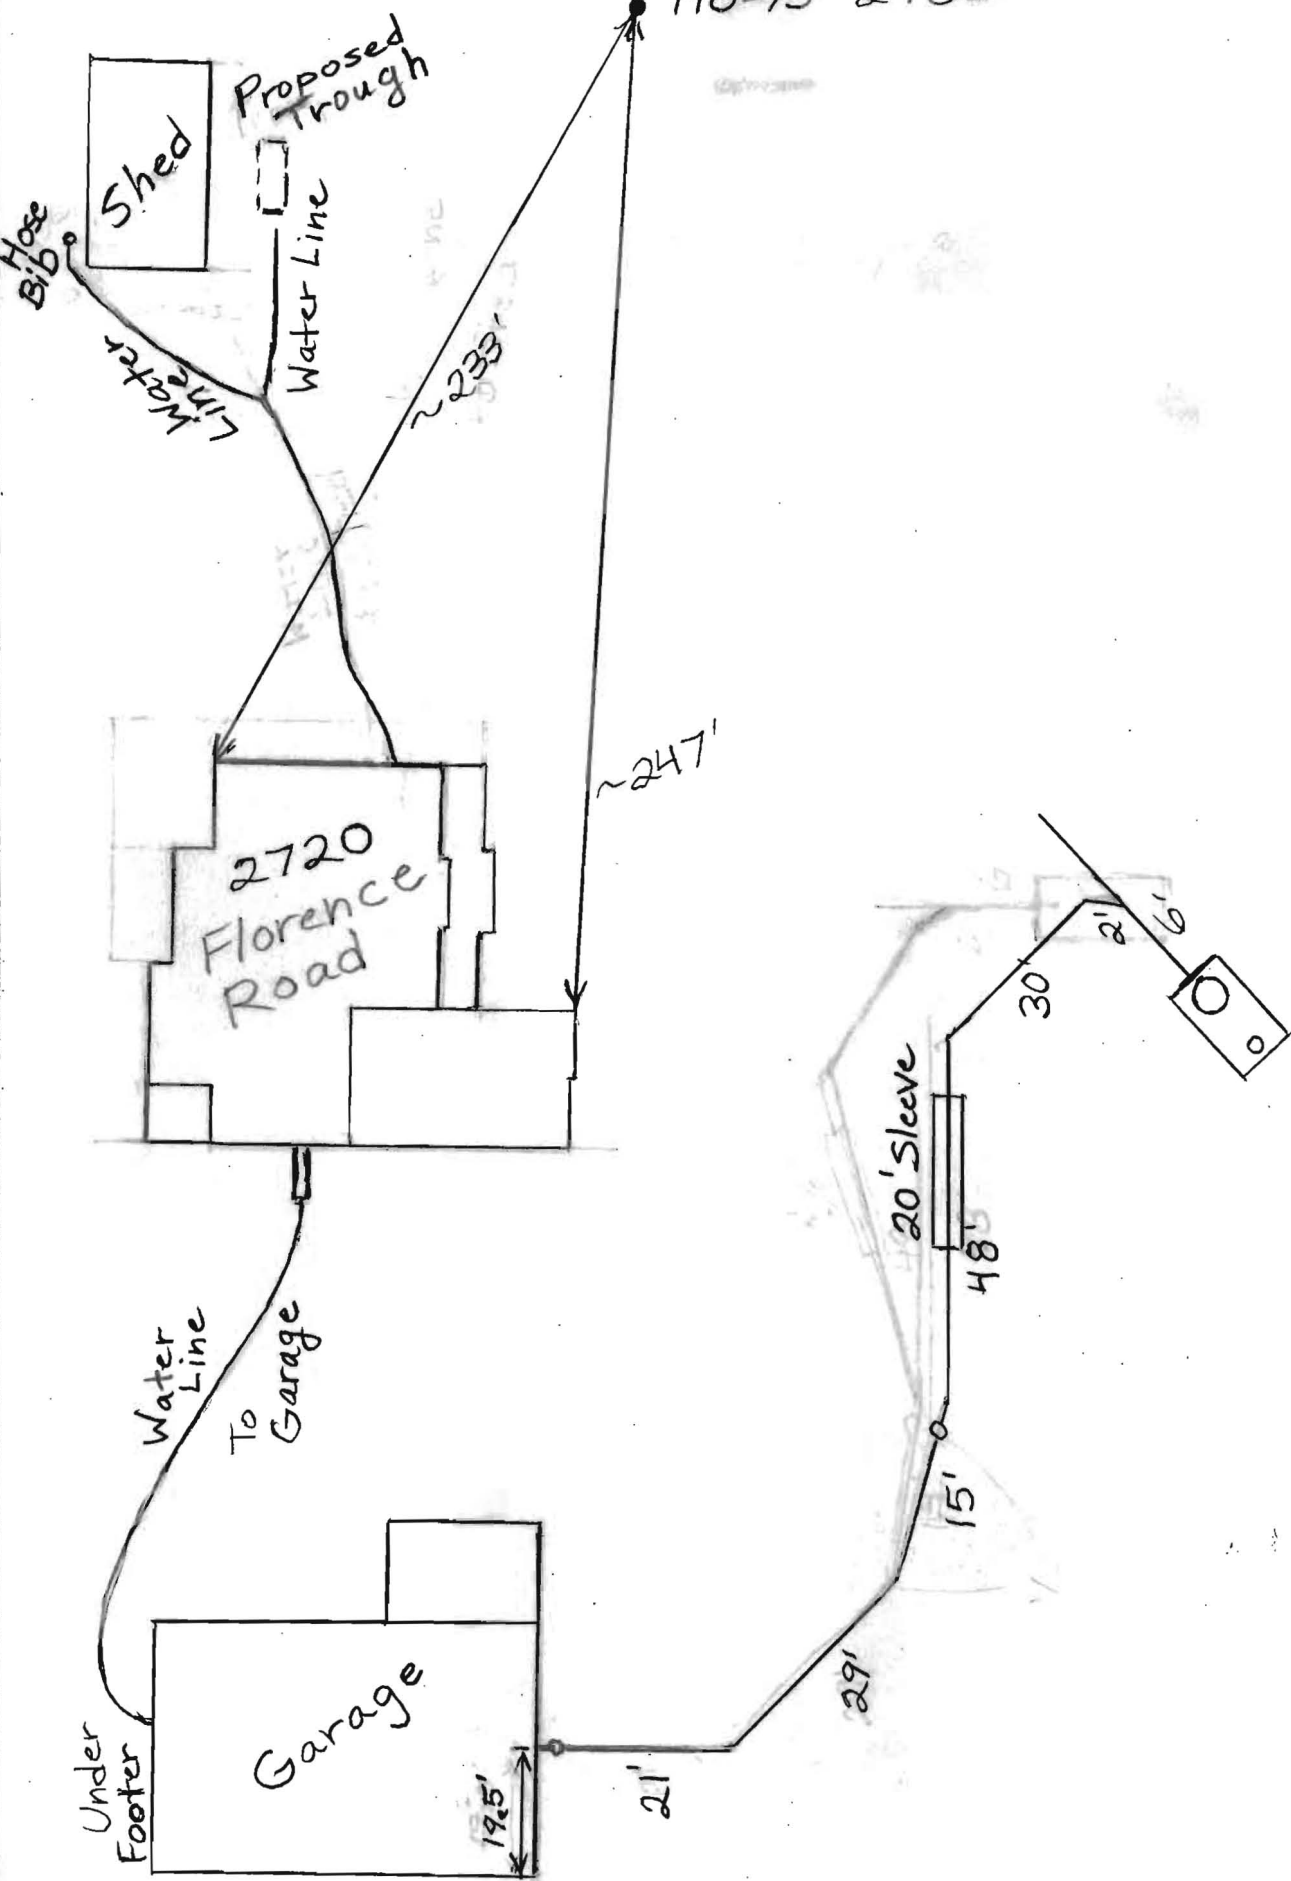 Proposed
Trough
Shed
Hose
Bib
Water
Line
Water Line
~233'
~247'
2720
Florence
Road
6'
2'
30
20' Sleeve
48'
Water
Line
To
Garage
15'
29'
Garage
Under
Footer
21'
19.5'